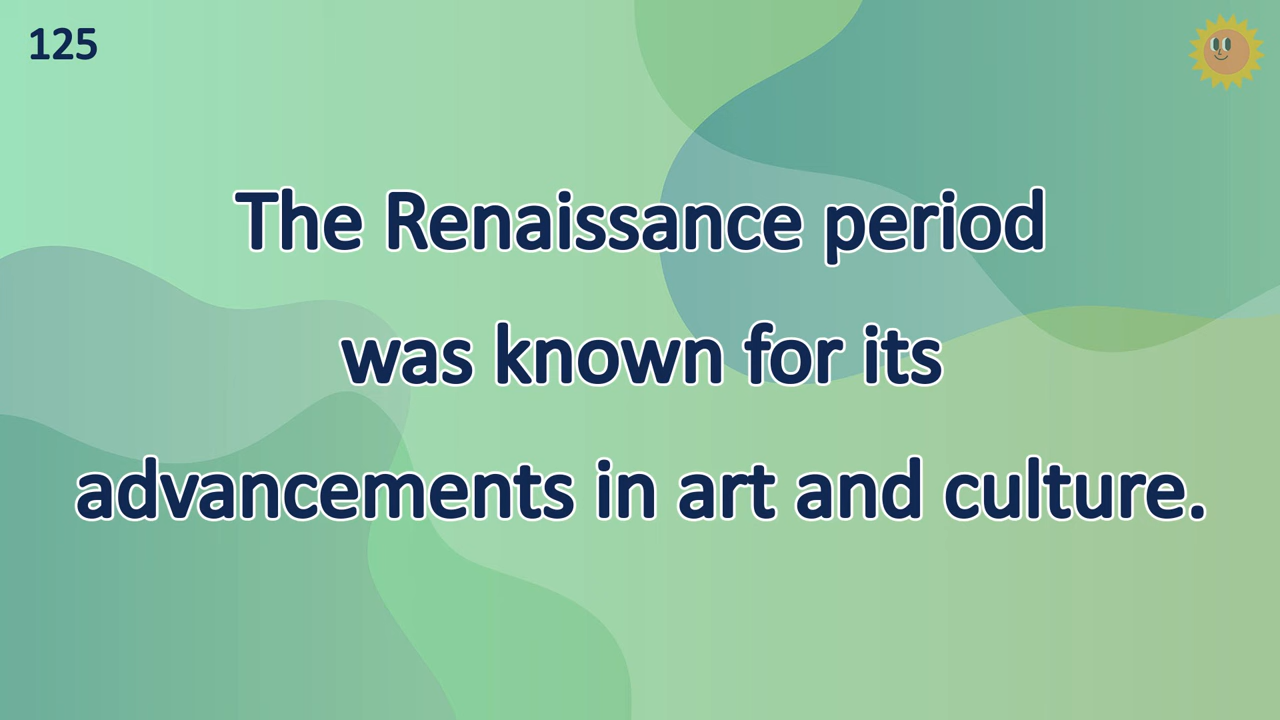 125
The Renaissance period
was known for its
advancements in art and culture.